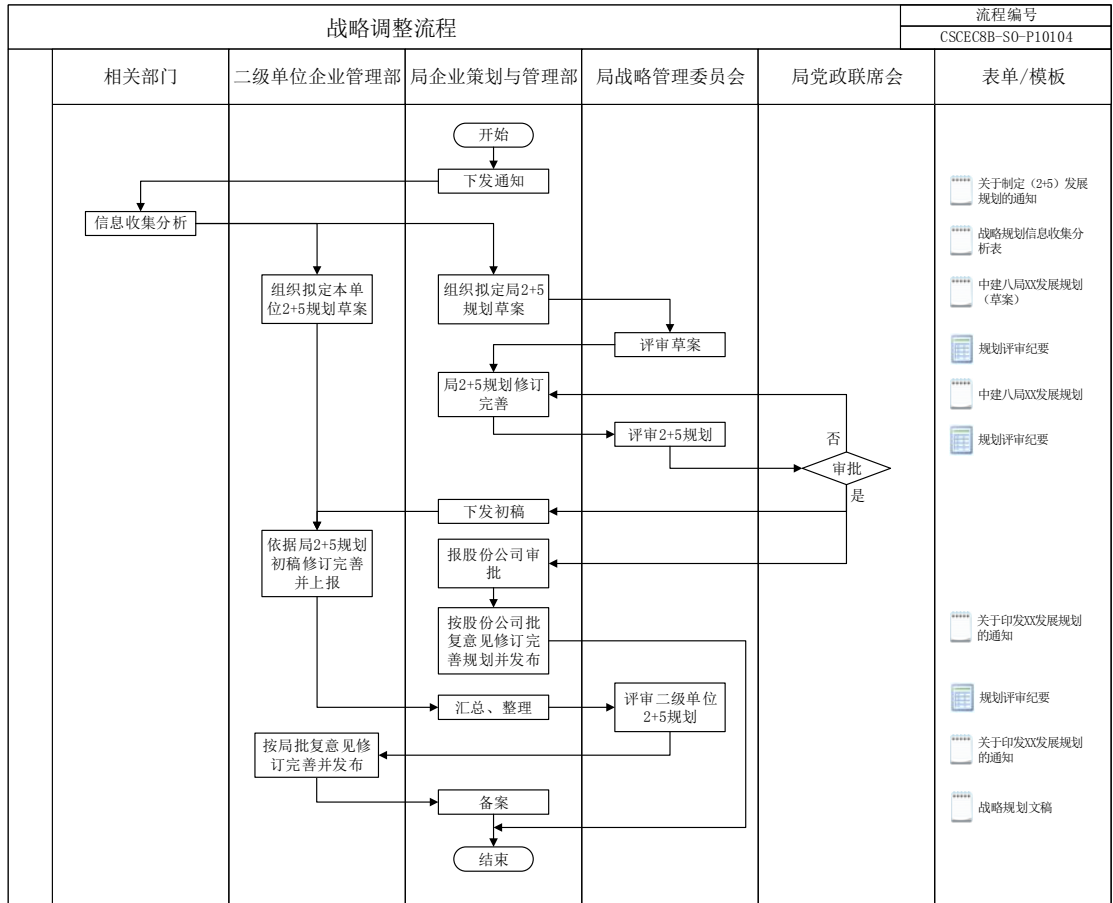 战略调整流程
流程编号
CSCEC8B-SO-P10104
相关部门
二级单位企业管理部
局企业策划与管理部
局战略管理委员会
局党政联席会
表单/模板
开始
下发通知
关于制定（2+5）发展
规划的通知
信息收集分析
战略规划信息收集分
析表
组织拟定本单
位2+5规划草案
组织拟定局2+5
规划草案
中建八局XX发展规划
（草案）
评审草案
规划评审纪要
局2+5规划修订
完善
中建八局XX发展规划
评审2+5规划
否
规划评审纪要
审批
是
下发初稿
依据局2+5规划
初稿修订完善
并上报
报股份公司审
批
按股份公司批
复意见修订完
善规划并发布
关于印发XX发展规划
的通知
汇总、整理
评审二级单位
2+5规划
规划评审纪要
按局批复意见修
订完善并发布
关于印发XX发展规划
的通知
备案
战略规划文稿
结束